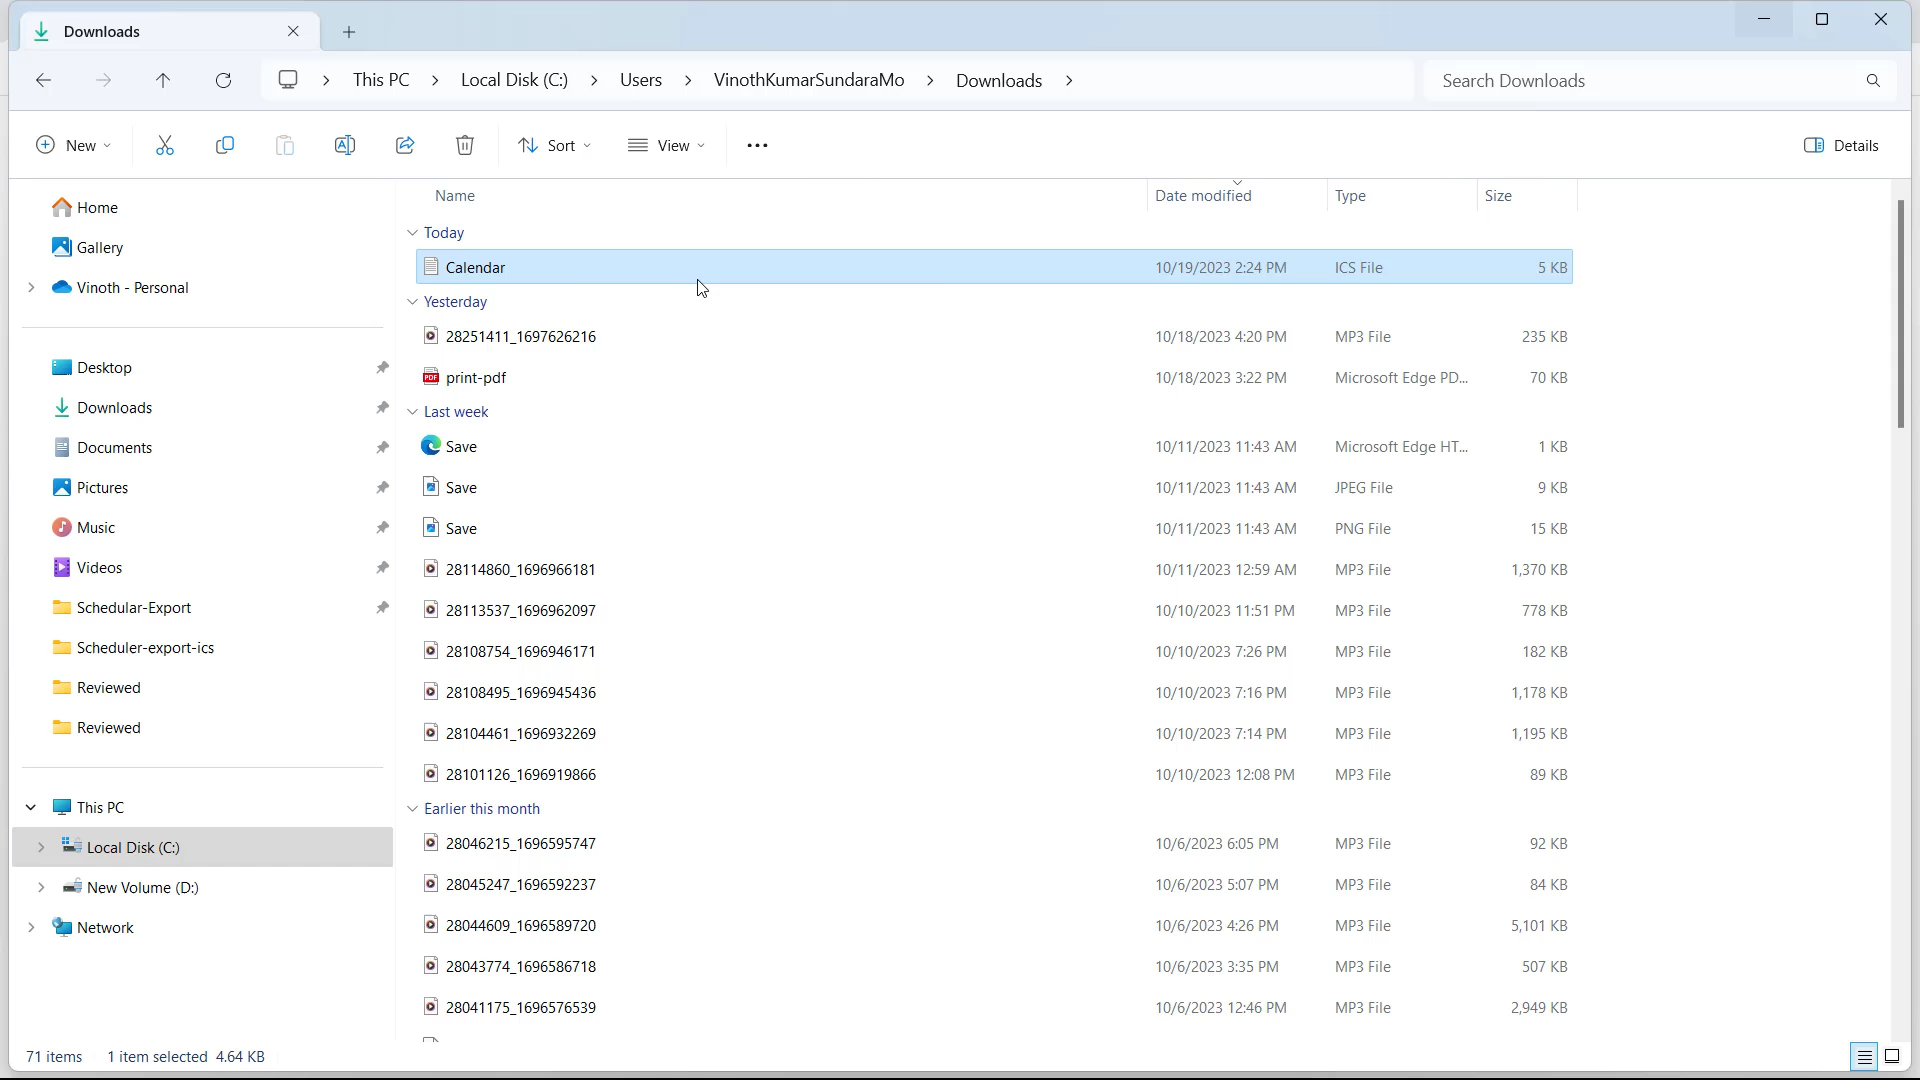 Downloads
This PC > Local Disk (C:) > Users > VinothKumarSundaraMo > Downloads >
Search Downloads
New
Sort
View
Details
Home
Gallery
Vinoth - Personal
Desktop
Downloads
Documents
Pictures
Music
Videos
Schedular-Export
Scheduler-export-ics
Reviewed
Reviewed
This PC
Local Disk (C:)
New Volume (D:)
Network
Name Date modified Type Size
Today
Calendar 10/19/2023 2:24 PM ICS File 5 KB
Yesterday
28251411_1697626216 10/18/2023 4:20 PM MP3 File 235 KB
PDF print-pdf 10/18/2023 3:22 PM Microsoft Edge PD... 70 KB
Last week
Save 10/11/2023 11:43 AM Microsoft Edge HT... 1 KB
Save 10/11/2023 11:43 AM JPEG File 9 KB
Save 10/11/2023 11:43 AM PNG File 15 KB
28114860_1696966181 10/11/2023 12:59 AM MP3 File 1,370 KB
28113537_1696962097 10/10/2023 11:51 PM MP3 File 778 KB
28108754_1696946171 10/10/2023 7:26 PM MP3 File 182 KB
28108495_1696945436 10/10/2023 7:16 PM MP3 File 1,178 KB
28104461_1696932269 10/10/2023 7:14 PM MP3 File 1,195 KB
28101126_1696919866 10/10/2023 12:08 PM MP3 File 89 KB
Earlier this month
28046215_1696595747 10/6/2023 6:05 PM MP3 File 92 KB
28045247_1696592237 10/6/2023 5:07 PM MP3 File 84 KB
28044609_1696589720 10/6/2023 4:26 PM MP3 File 5,101 KB
28043774_1696586718 10/6/2023 3:35 PM MP3 File 507 KB
28041175_1696576539 10/6/2023 12:46 PM MP3 File 2,949 KB
71 items 1 item selected 4.64 KB